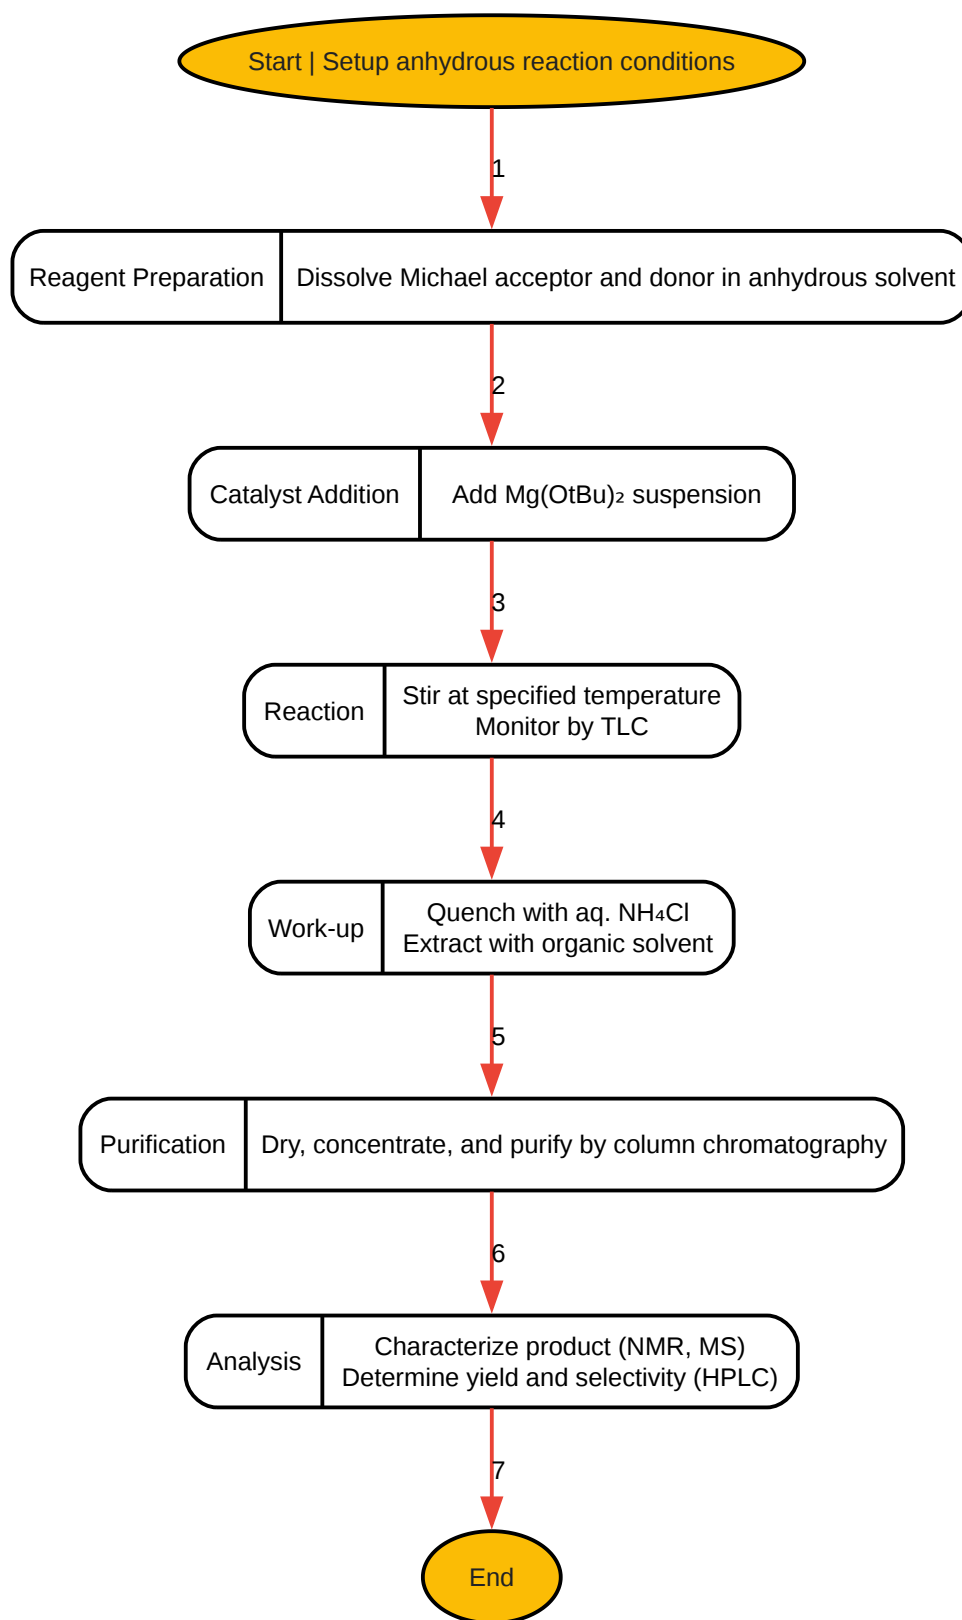 Start | Setup anhydrous reaction conditions
1
Reagent Preparation
Dissolve Michael acceptor and donor in anhydrous solvent
2
Catalyst Addition
Add Mg(OtBu)₂ suspension
3
Reaction
Stir at specified temperature
Monitor by TLC
4
Work-up
Quench with aq. NH₄Cl
Extract with organic solvent
5
Purification
Dry, concentrate, and purify by column chromatography
6
Analysis
Characterize product (NMR, MS)
Determine yield and selectivity (HPLC)
7
End